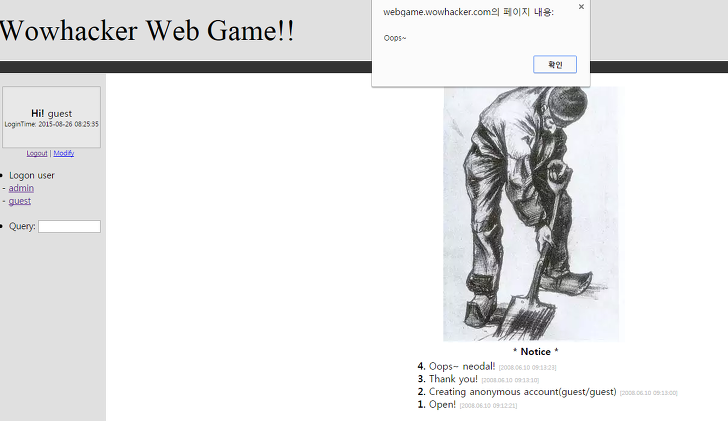 Wowhacker Web Game!!
webgame.wowhacker.com의 페이지 내용:
Oops~
확인
Hi! guest
LoginTime: 2015-08-26 08:25:35
Logout | Modify
Logon user
- admin
- guest
Query:
* Notice *
4. Oops~ neodal! [2008.06.10 09:13:23]
3. Thank you! [2008.06.10 09:13:10]
2. Creating anonymous account(guest/guest) [2008.06.10 09:13:00]
1. Open! [2008.06.10 09:12:21]